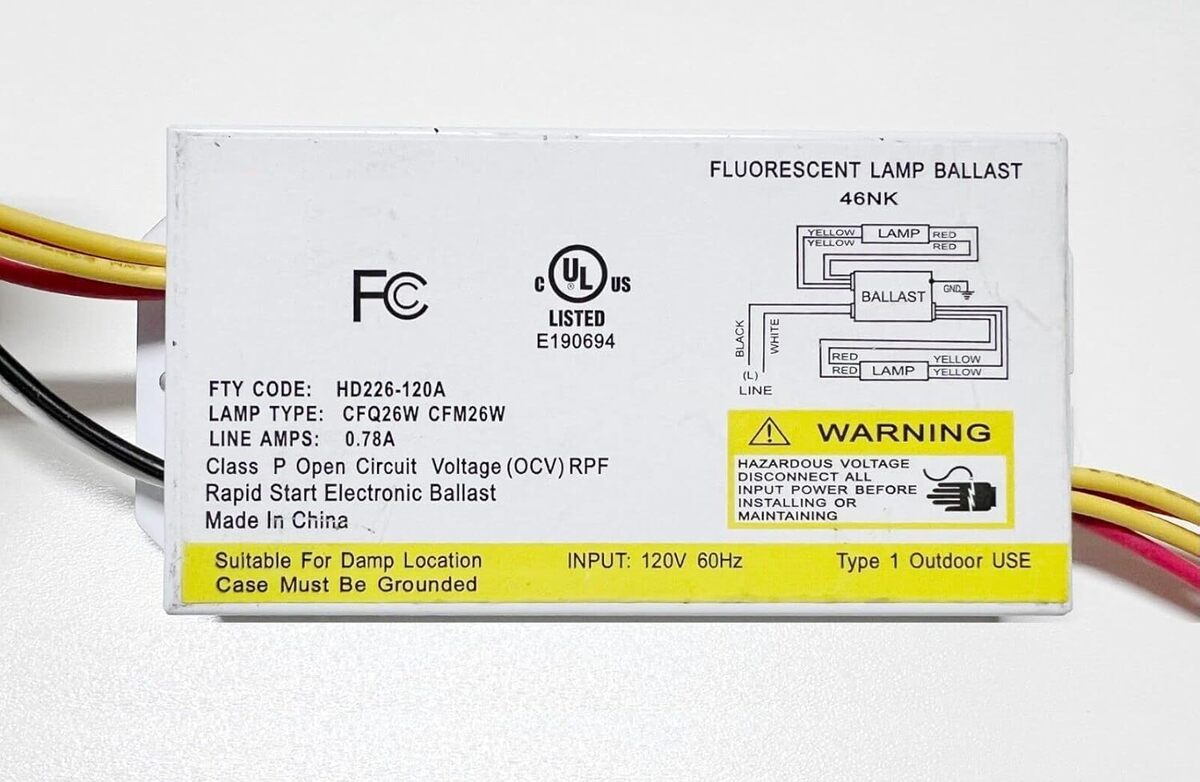 FLUORESCENT LAMP BALLAST
46NK
FC
C UL US
LISTED
E190694
YELLOW LAMP RED
YELLOW RED
BALLAST GND
BLACK
WHITE
(L)
LINE
RED YELLOW
RED LAMP YELLOW
FTY CODE: HD226-120A
LAMP TYPE: CFQ26W CFM26W
LINE AMPS: 0.78A
Class P Open Circuit Voltage (OCV) RPF
Rapid Start Electronic Ballast
Made In China
WARNING
HAZARDOUS VOLTAGE
DISCONNECT ALL
INPUT POWER BEFORE
INSTALLING OR
MAINTAINING
Suitable For Damp Location INPUT: 120V 60Hz Type 1 Outdoor USE
Case Must Be Grounded